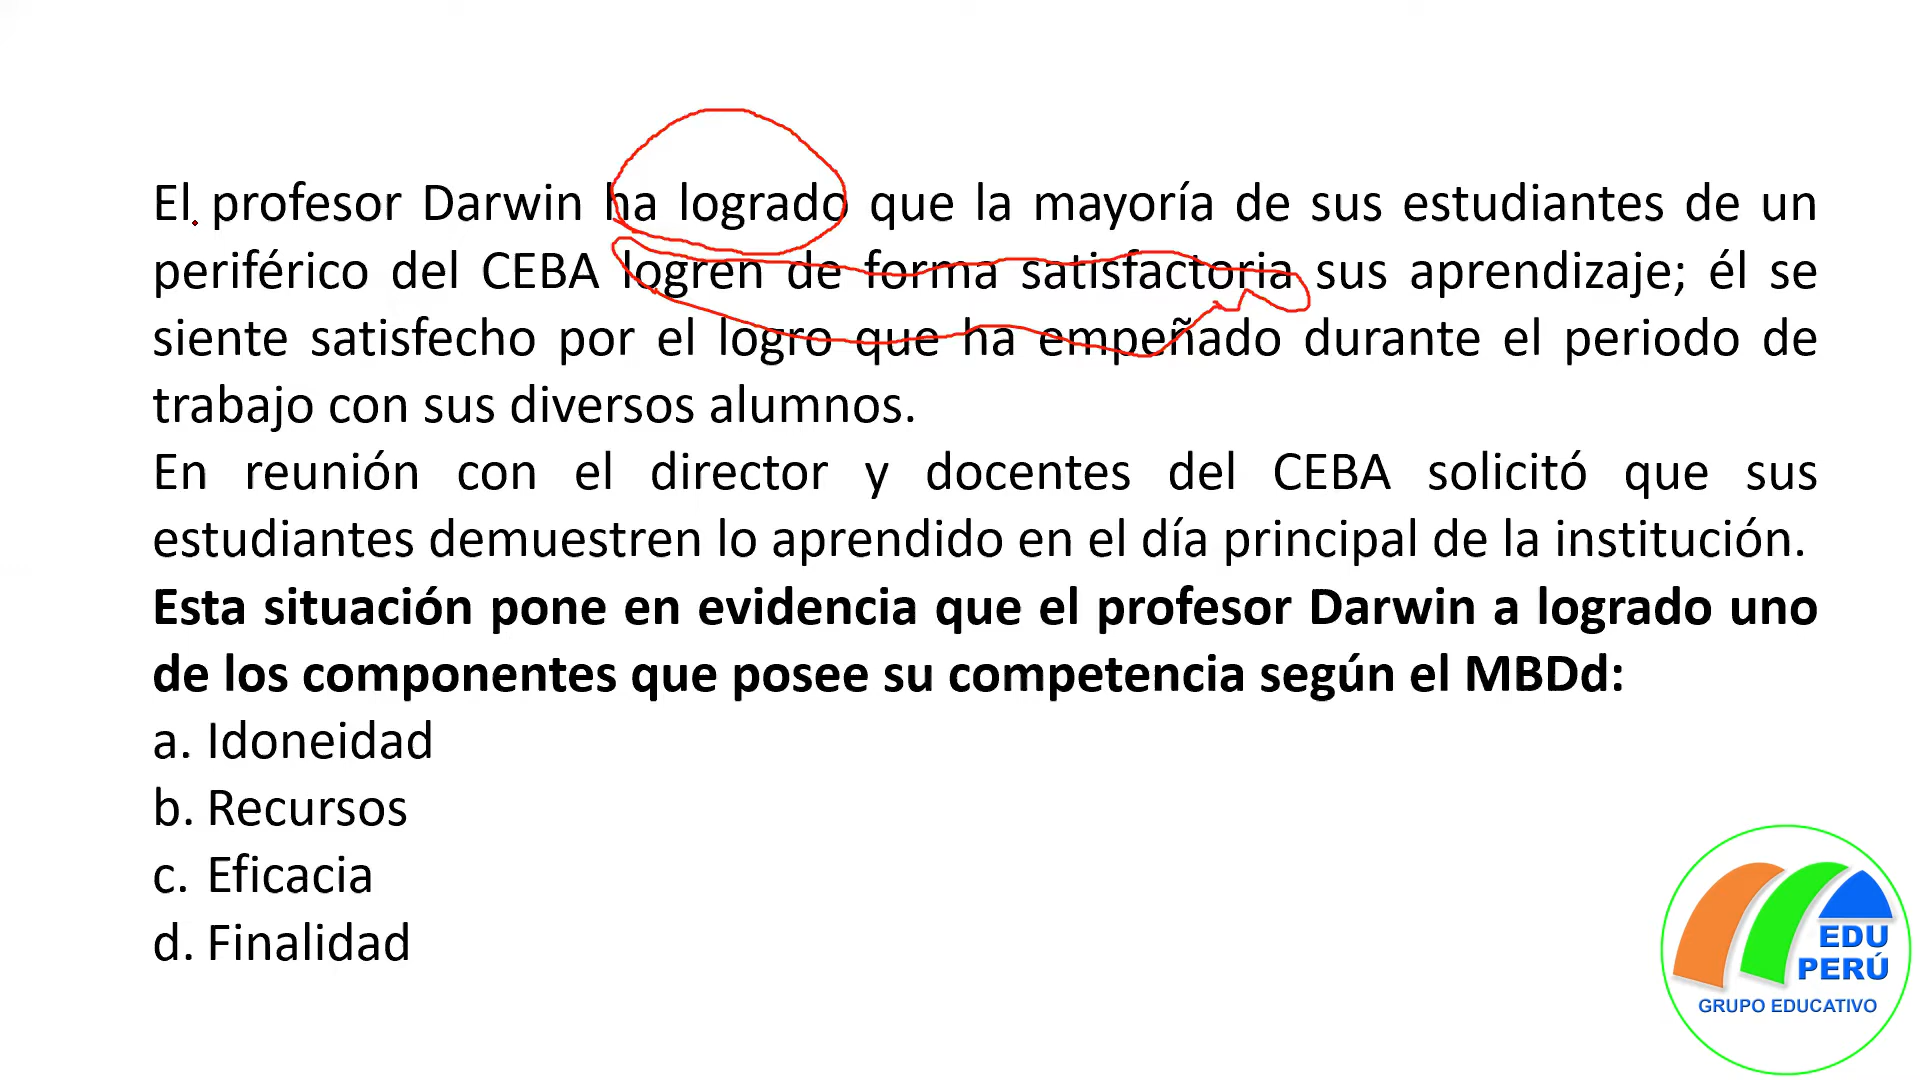 El profesor Darwin ha logrado que la mayoría de sus estudiantes de un
periférico del CEBA logren de forma satisfactoria sus aprendizaje; él se
siente satisfecho por el logro que ha empeñado durante el periodo de
trabajo con sus diversos alumnos.
En reunión con el director y docentes del CEBA solicitó que sus
estudiantes demuestren lo aprendido en el día principal de la institución.
Esta situación pone en evidencia que el profesor Darwin a logrado uno
de los componentes que posee su competencia según el MBDd:
a. Idoneidad
b. Recursos
c. Eficacia
d. Finalidad
EDU
PERÚ
GRUPO EDUCATIVO